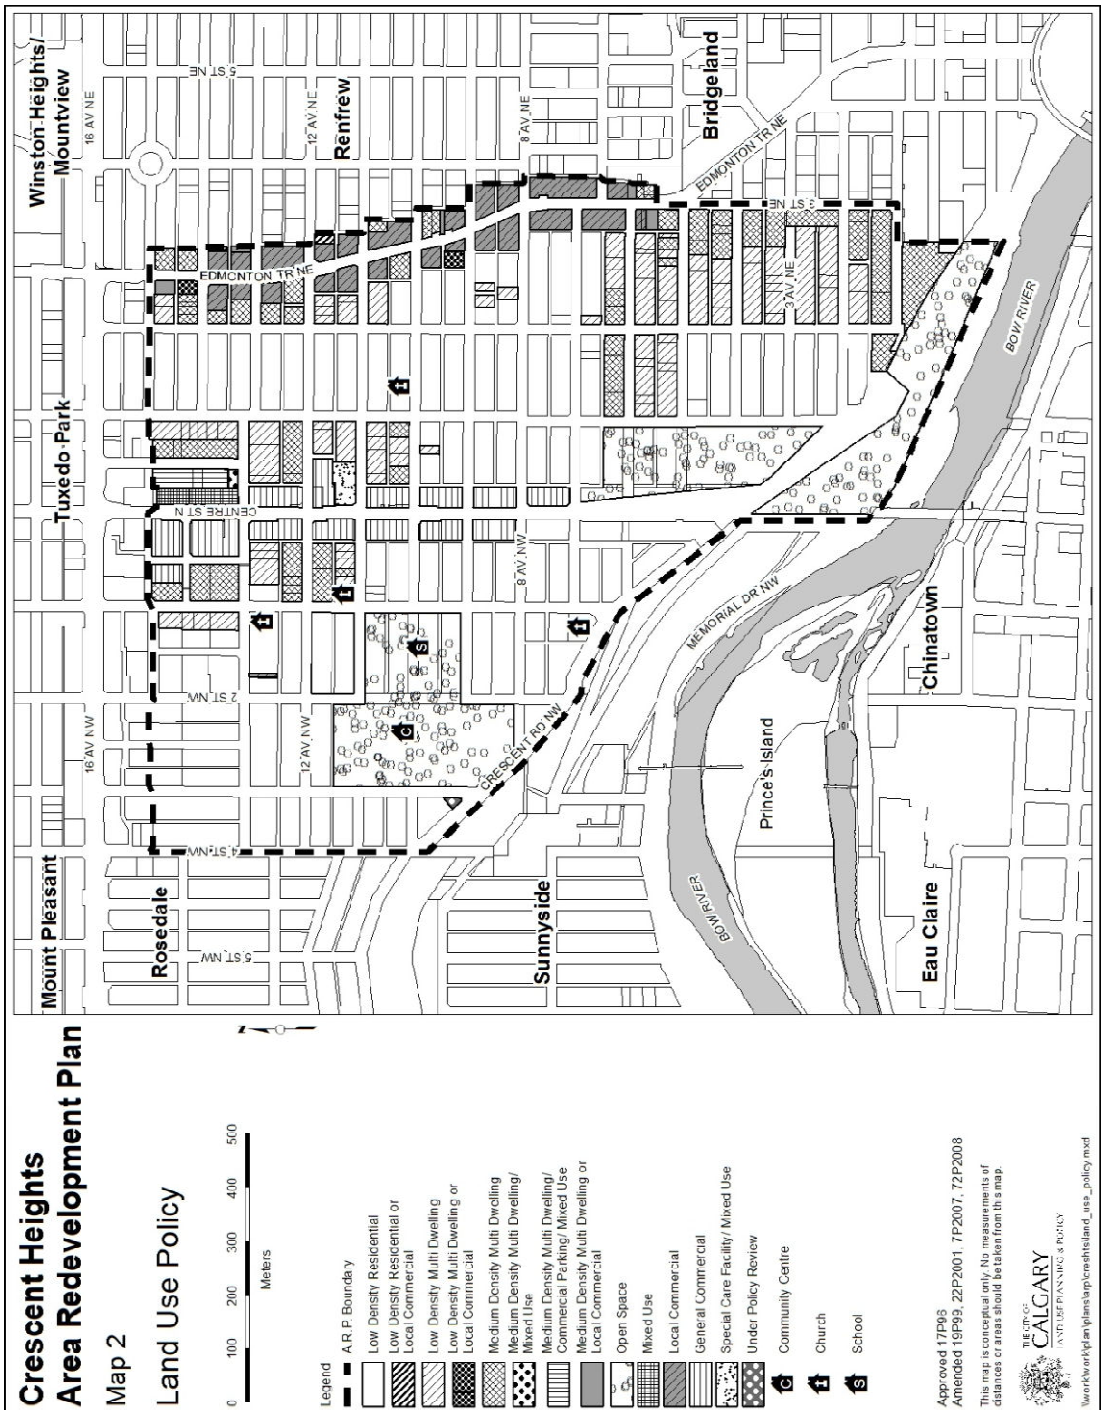 Crescent Heights
Area Redevelopment Plan
Map 2
Land Use Policy
0 100 200 300 400 500
Meters
Legend
A.R.P. Boundary
Low Density Residential
Low Density Residential or
Local Commercial
Low Density Multi Dwelling
Low Density Multi Dwelling or
Local Commercial
Medium Density Multi Dwelling
Medium Density Multi Dwelling/
Mixed Use
Medium Density Multi Dwelling/
Commercial Parking/ Mixed Use
Medium Density Multi Dwelling or
Local Commercial
Open Space
Mixed Use
Local Commercial
General Commercial
Special Care Facility/ Mixed Use
Under Policy Review
C
Community Centre
Church
S
School
Approved 17P96
Amended 19P99, 22P2001, 7P2007, 72P2008
This map is conceptual only. No measurements of
distances or areas should be taken from this map.
THE CITY OF
CALGARY
LAND USE PLANNING & POLICY
Mount Pleasant
Tuxedo Park
Winston Heights/
Mountview
16 AV NW
16 AV NE
Rosedale
5 ST NW
4 ST NW
2 ST NW
CENTRE ST N
EDMONTON TR NE
5 ST NE
12 AV NW
12 AV NE
Renfrew
C
S
CRESCENT RD NW
8 AV NW
8 AV NE
Sunnyside
Bridgeland
EDMONTON TR NE
MEMORIAL DR NW
3 ST NE
3 AV NE
BOW RIVER
Prince's Island
Eau Claire
Chinatown
BOW RIVER